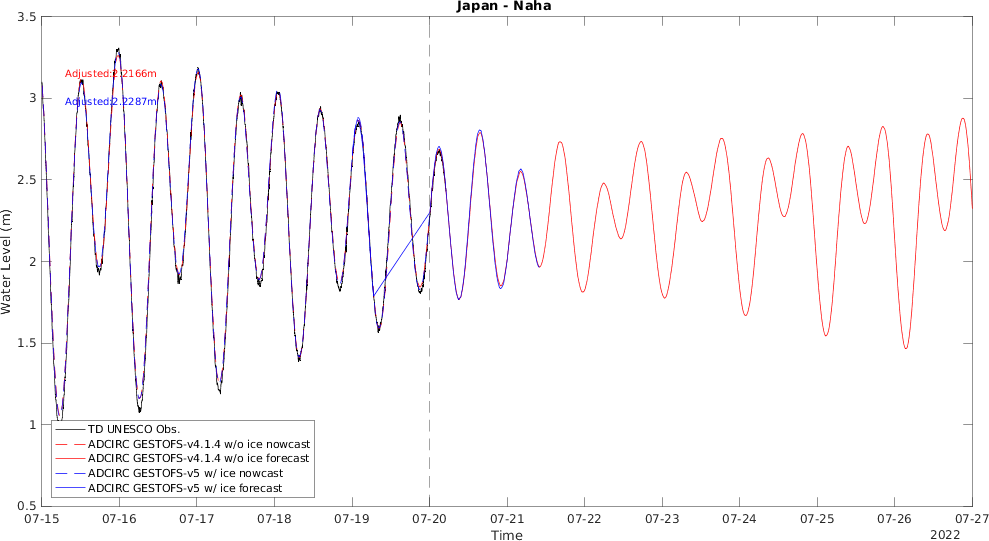 Japan - Naha
Water Level (m)
3.5
3
2.5
2
1.5
1
0.5
Adjusted:2.2166m
Adjusted:2.2287m
TD UNESCO Obs.
ADCIRC GESTOFS-v4.1.4 w/o ice nowcast
ADCIRC GESTOFS-v4.1.4 w/o ice forecast
ADCIRC GESTOFS-v5 w/ ice nowcast
ADCIRC GESTOFS-v5 w/ ice forecast
07-15 07-16 07-17 07-18 07-19 07-20 07-21 07-22 07-23 07-24 07-25 07-26 07-27
Time
2022